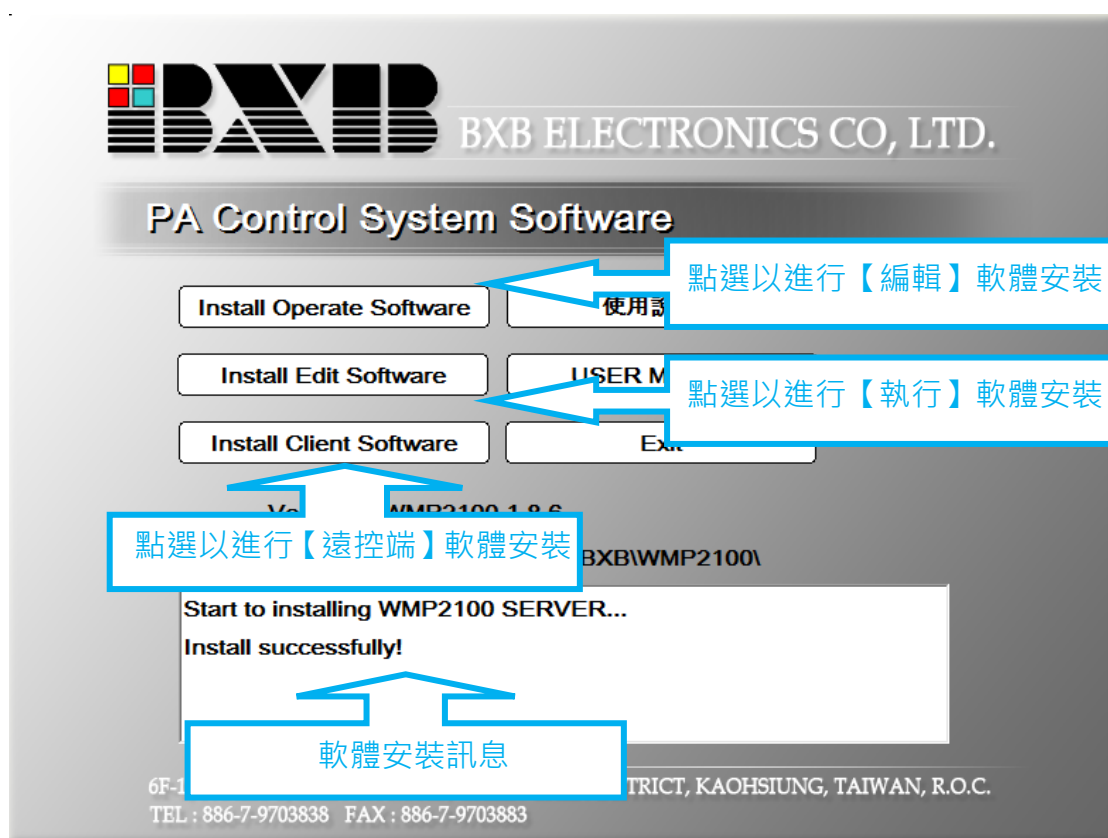 BXB
BXB ELECTRONICS CO, LTD.
PA Control System Software
點選以進行【編輯】軟體安裝
Install Operate Software
使用
Install Edit Software
USER
點選以進行【執行】軟體安裝
Install Client Software
Exit
WMP2100 1.8.6
點選以進行【遠控端】軟體安裝
BXB\WMP2100\
Start to installing WMP2100 SERVER...
Install successfully!
軟體安裝訊息
KAOHSIUNG, TAIWAN, R.O.C.
TEL : 886-7-9703838 FAX : 886-7-9703883